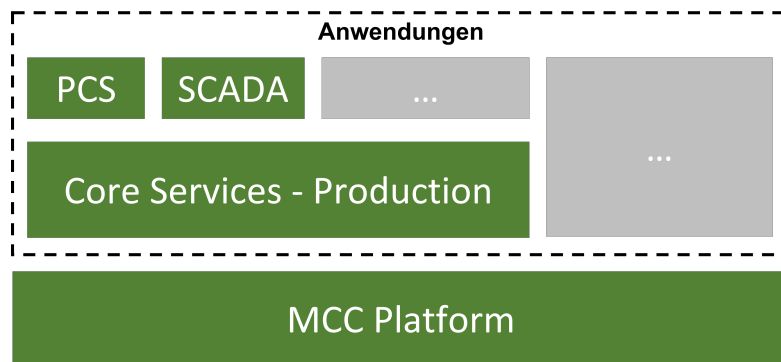 Anwendungen
PCS
SCADA
...
...
Core Services - Production
MCC Platform